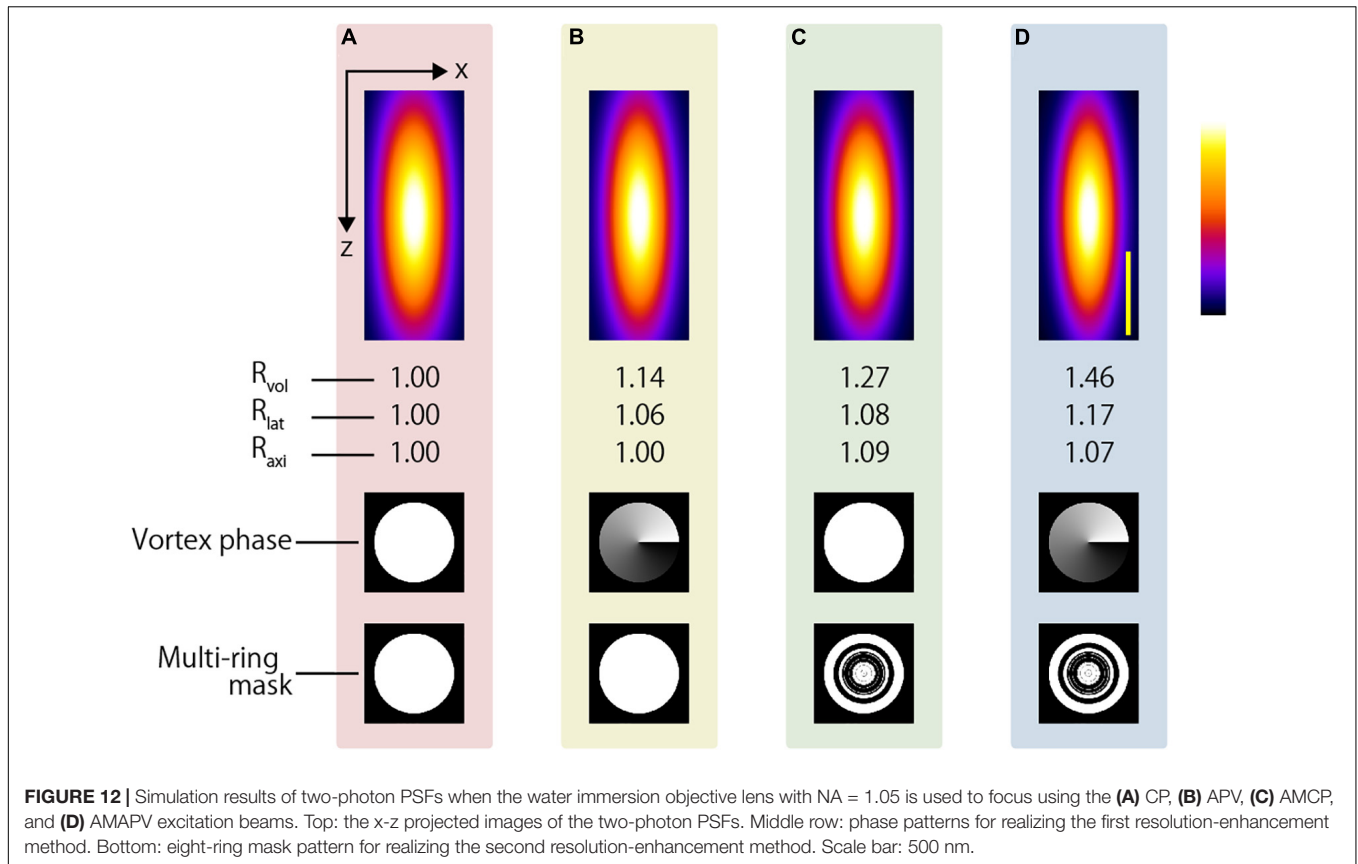 A
B
C
D
X
Z
R_vol 1.00 1.14 1.27 1.46
R_lat 1.00 1.06 1.08 1.17
R_axi 1.00 1.00 1.09 1.07
Vortex phase
Multi-ring
mask
FIGURE 12 | Simulation results of two-photon PSFs when the water immersion objective lens with NA = 1.05 is used to focus using the (A) CP, (B) APV, (C) AMCP,
and (D) AMAPV excitation beams. Top: the x-z projected images of the two-photon PSFs. Middle row: phase patterns for realizing the first resolution-enhancement
method. Bottom: eight-ring mask pattern for realizing the second resolution-enhancement method. Scale bar: 500 nm.